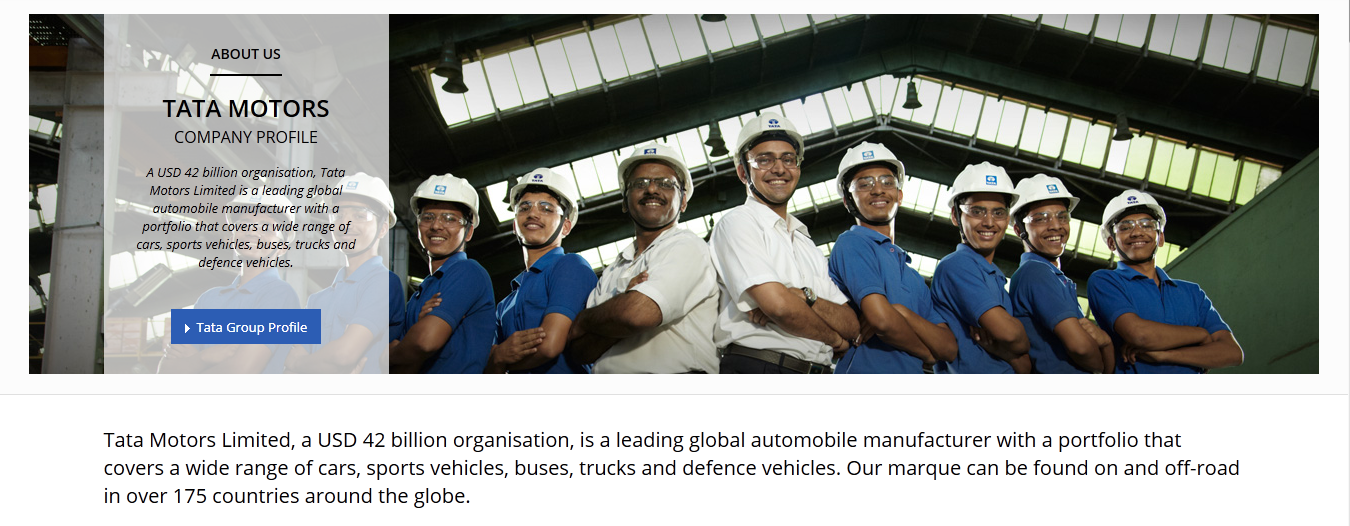 ABOUT US
TATA MOTORS
COMPANY PROFILE
A USD 42 billion organisation, Tata
Motors Limited is a leading global
automobile manufacturer with a
portfolio that covers a wide range of
cars, sports vehicles, buses, trucks and
defence vehicles.
Tata Group Profile
TATA
Tata Motors Limited, a USD 42 billion organisation, is a leading global automobile manufacturer with a portfolio that
covers a wide range of cars, sports vehicles, buses, trucks and defence vehicles. Our marque can be found on and off-road
in over 175 countries around the globe.